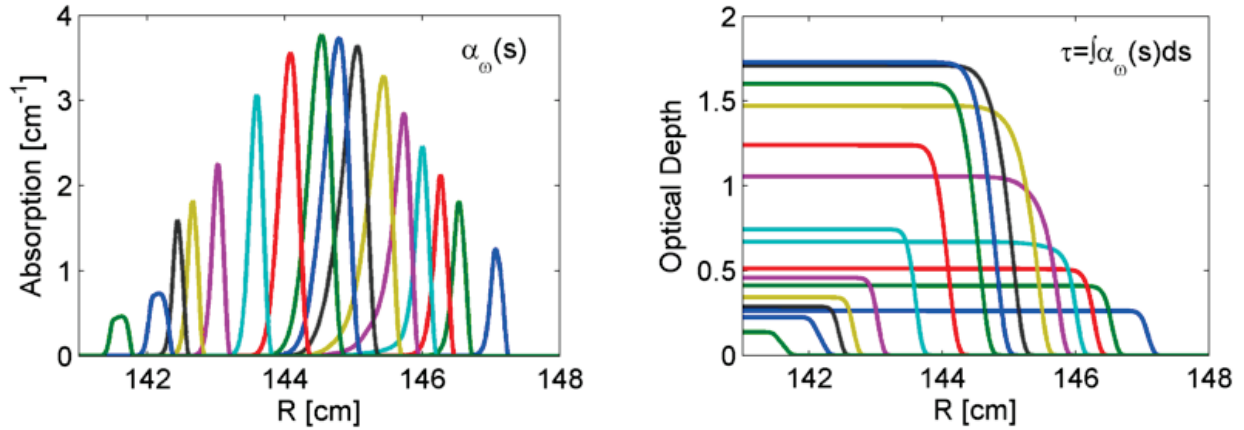 4
3
2
1
0
Absorption [cm⁻¹]
α_ω(s)
142 144 146 148
R [cm]
2
1.5
1
0.5
0
Optical Depth
τ=∫α_ω(s)ds
142 144 146 148
R [cm]